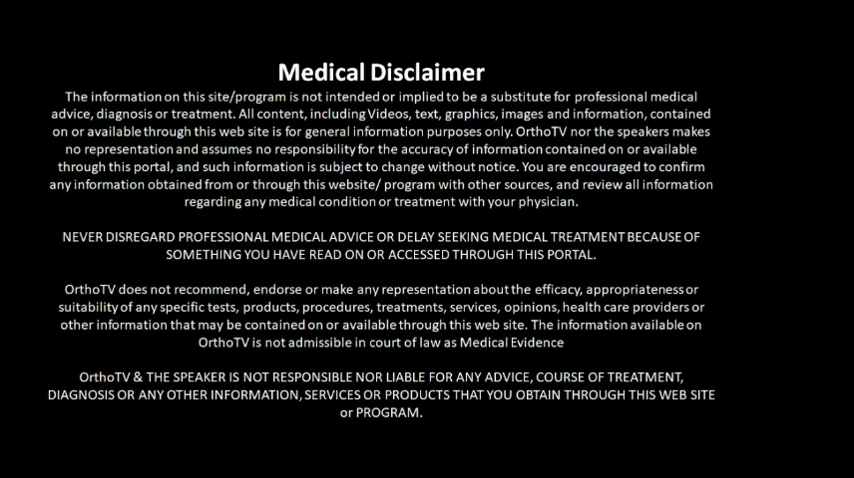 Medical Disclaimer
The information on this site/program is not intended or implied to be a substitute for professional medical
advice, diagnosis or treatment. All content, including Videos, text, graphics, images and information, contained
on or available through this web site is for general information purposes only. OrthoTV nor the speakers makes
no representation and assumes no responsibility for the accuracy of information contained on or available
through this portal, and such information is subject to change without notice. You are encouraged to confirm
any information obtained from or through this website/ program with other sources, and review all information
regarding any medical condition or treatment with your physician.
NEVER DISREGARD PROFESSIONAL MEDICAL ADVICE OR DELAY SEEKING MEDICAL TREATMENT BECAUSE OF
SOMETHING YOU HAVE READ ON OR ACCESSED THROUGH THIS PORTAL.
OrthoTV does not recommend, endorse or make any representation about the efficacy, appropriateness or
suitability of any specific tests, products, procedures, treatments, services, opinions, health care providers or
other information that may be contained on or available through this web site. The information available on
OrthoTV is not admissible in court of law as Medical Evidence
OrthoTV & THE SPEAKER IS NOT RESPONSIBLE NOR LIABLE FOR ANY ADVICE, COURSE OF TREATMENT,
DIAGNOSIS OR ANY OTHER INFORMATION, SERVICES OR PRODUCTS THAT YOU OBTAIN THROUGH THIS WEB SITE
or PROGRAM.